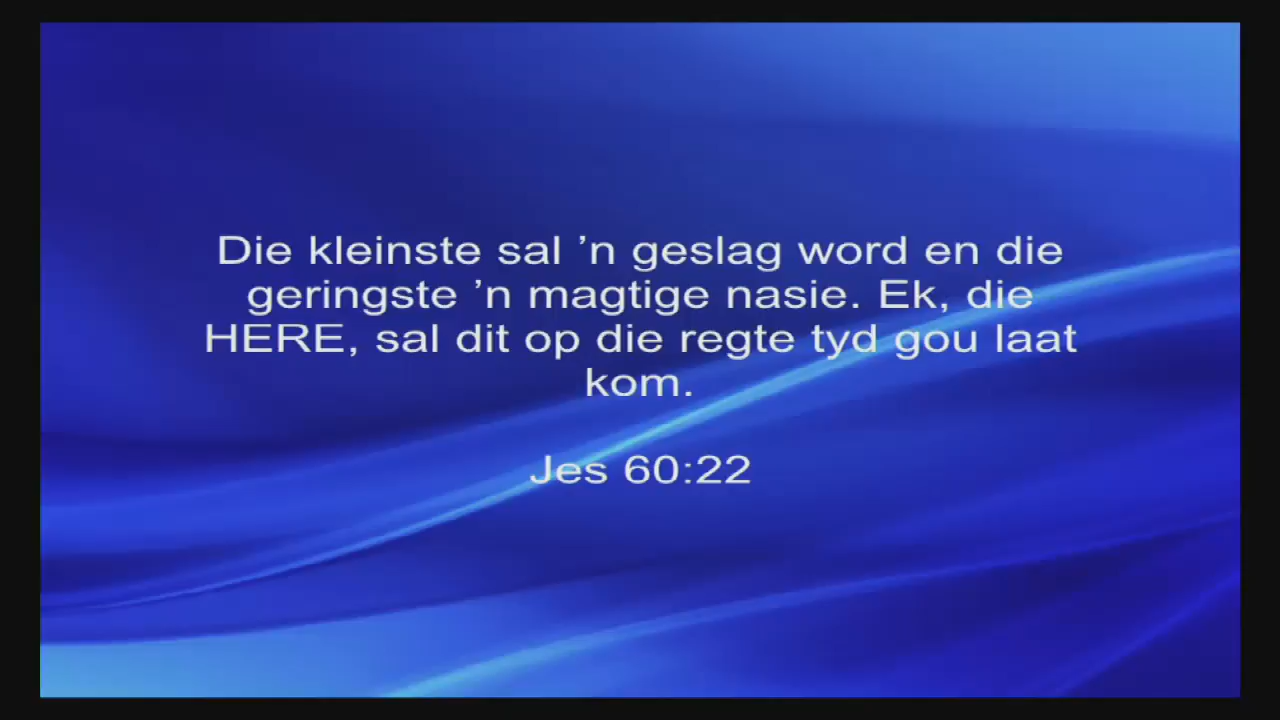 Die kleinste sal ’n geslag word en die
geringste ’n magtige nasie. Ek, die
HERE, sal dit op die regte tyd gou laat
kom.
Jes 60:22